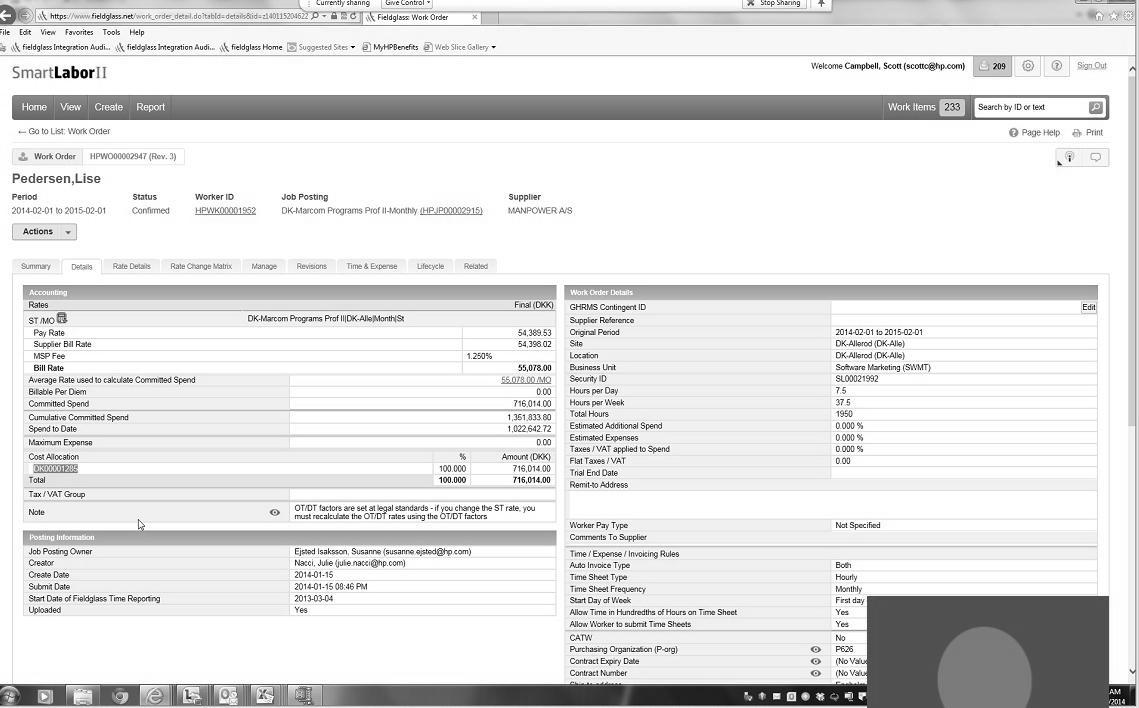 Currently sharing Give Control Stop Sharing
https://www.fieldglass.net/work_order_detail.do?tabId=details&id=z140115204622 Fieldglass: Work Order
File Edit View Favorites Tools Help
fieldglass Integration Audi... fieldglass Integration Audi... fieldglass Home Suggested Sites MyHPBenefits Web Slice Gallery
SmartLaborII Welcome Campbell, Scott (scottc@hp.com) 209 Sign Out
Home View Create Report Work Items 233 Search by ID or text
← Go to List: Work Order Page Help Print
Work Order HPWO00002947 (Rev. 3)
Pedersen,Lise
Period Status Worker ID Job Posting Supplier
2014-02-01 to 2015-02-01 Confirmed HPWK00001952 DK-Marcom Programs Prof II-Monthly (HPJP00002915) MANPOWER A/S
Actions
Summary Details Rate Details Rate Change Matrix Manage Revisions Time & Expense Lifecycle Related
Accounting
Rates Final (DKK)
ST /MO DK-Marcom Programs Prof II|DK-Alle|Month|St
Pay Rate 54,389.53
Supplier Bill Rate 54,398.02
MSP Fee 1.250%
Bill Rate 55,078.00
Average Rate used to calculate Committed Spend 55,078.00 /MO
Billable Per Diem 0.00
Committed Spend 716,014.00
Cumulative Committed Spend 1,351,833.80
Spend to Date 1,022,642.72
Maximum Expense 0.00
Cost Allocation % Amount (DKK)
DK00001285 100.000 716,014.00
Total 100.000 716,014.00
Tax / VAT Group
Note OT/DT factors are set at legal standards - if you change the ST rate, you
must recalculate the OT/DT rates using the OT/DT factors
Posting Information
Job Posting Owner Ejsted Isaksson, Susanne (susanne.ejsted@hp.com)
Creator Nacci, Julie (julie.nacci@hp.com)
Create Date 2014-01-15
Submit Date 2014-01-15 08:46 PM
Start Date of Fieldglass Time Reporting 2013-03-04
Uploaded Yes
Work Order Details
GHRMS Contingent ID Edit
Supplier Reference
Original Period 2014-02-01 to 2015-02-01
Site DK-Allerod (DK-Alle)
Location DK-Allerod (DK-Alle)
Business Unit Software Marketing (SWMT)
Security ID SL00021992
Hours per Day 7.5
Hours per Week 37.5
Total Hours 1950
Estimated Additional Spend 0.000 %
Estimated Expenses 0.000 %
Taxes / VAT applied to Spend 0.000 %
Flat Taxes / VAT 0.00
Trial End Date
Remit-to Address
Worker Pay Type Not Specified
Comments To Supplier
Time / Expense / Invoicing Rules
Auto Invoice Type Both
Time Sheet Type Hourly
Time Sheet Frequency Monthly
Start Day of Week First day
Allow Time in Hundredths of Hours on Time Sheet Yes
Allow Worker to submit Time Sheets Yes
CATW No
Purchasing Organization (P-org) P626
Contract Expiry Date (No Value
Contract Number (No Value
AM
/2014